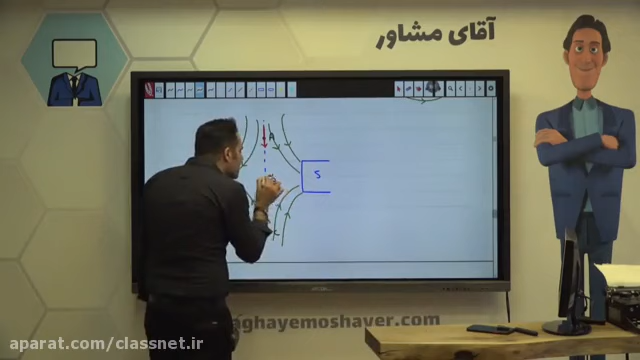 آقای مشاور
A
S
aghayemoshaver.com
aparat.com/classnet.ir